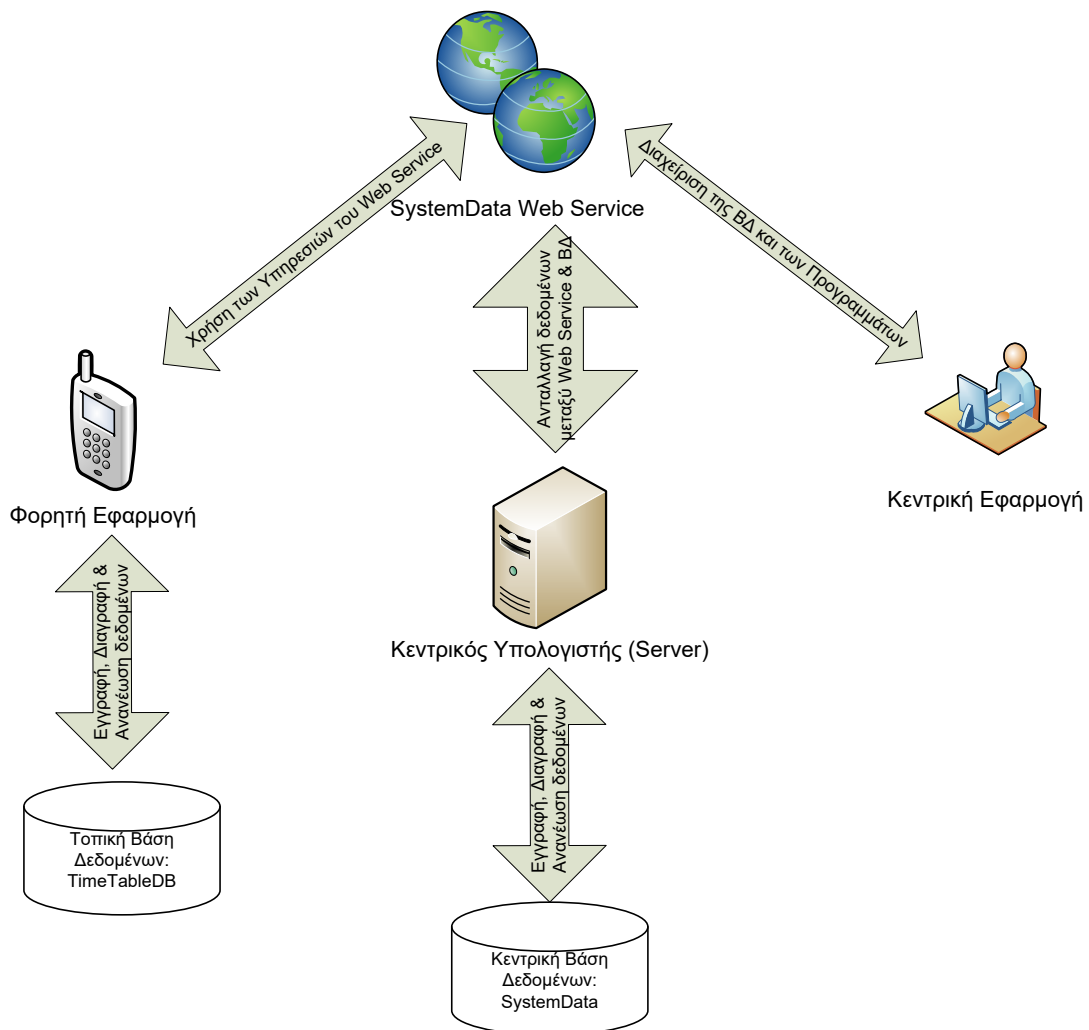 SystemData Web Service
Χρήση των Υπηρεσιών του Web Service
Ανταλλαγή δεδομένων
μεταξύ Web Service & ΒΔ
Διαχείριση της ΒΔ και των Προγραμμάτων
Φορητή Εφαρμογή
Κεντρική Εφαρμογή
Κεντρικός Υπολογιστής (Server)
Εγγραφή, Διαγραφή &
Ανανέωση δεδομένων
Εγγραφή, Διαγραφή &
Ανανέωση δεδομένων
Τοπική Βάση
Δεδομένων:
TimeTableDB
Κεντρική Βάση
Δεδομένων:
SystemData